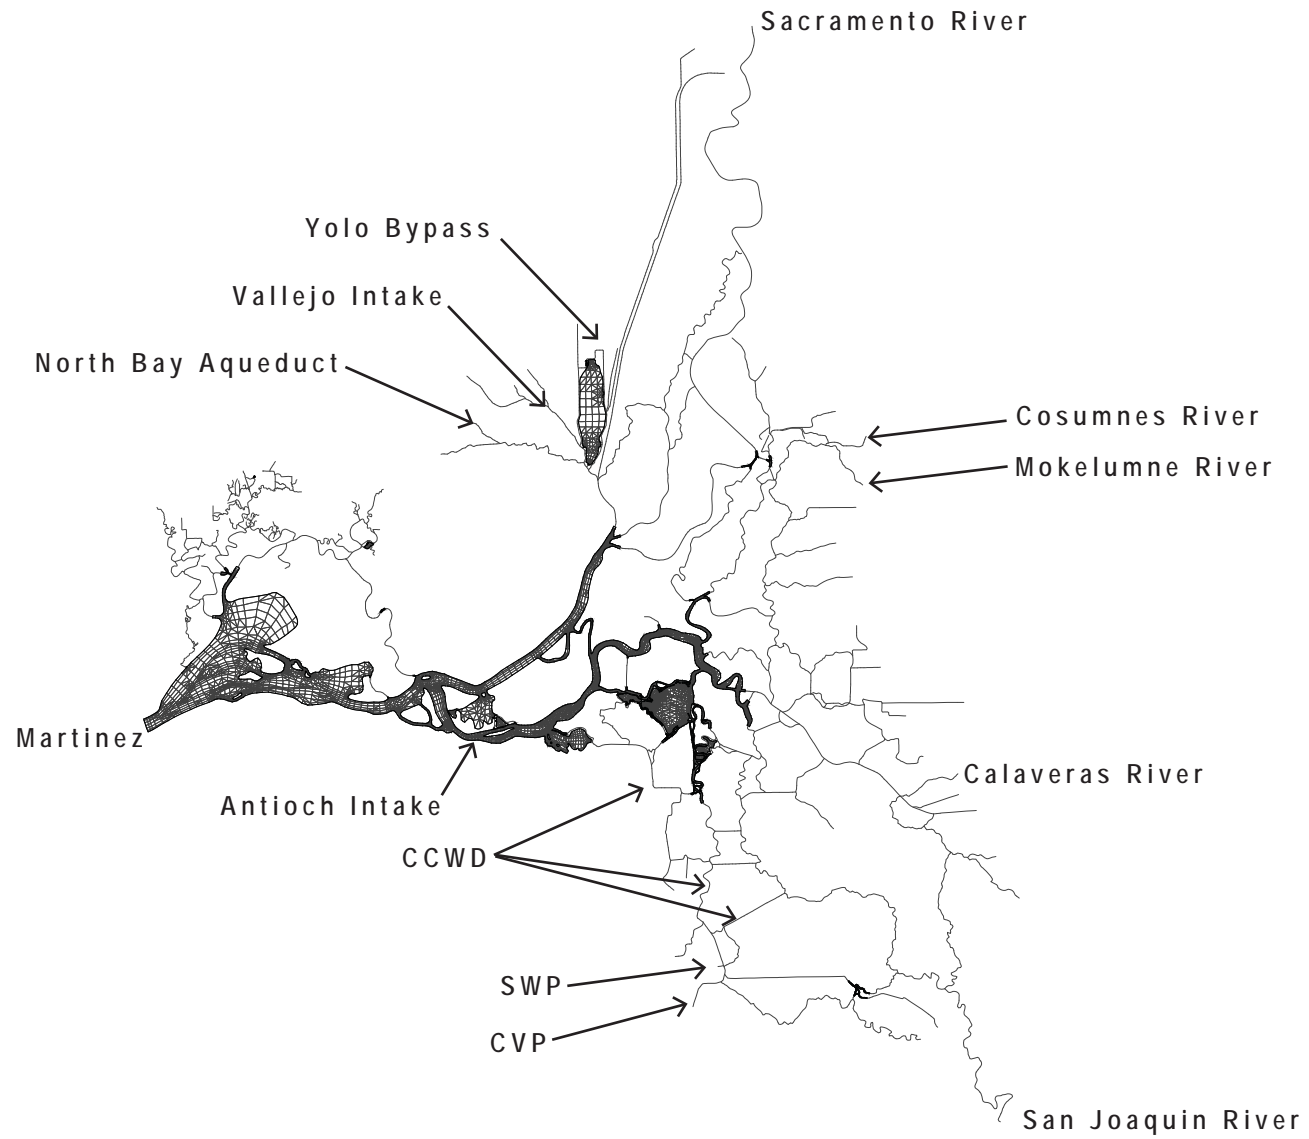 Sacramento River
Yolo Bypass
Vallejo Intake
North Bay Aqueduct
Cosumnes River
Mokelumne River
Martinez
Calaveras River
Antioch Intake
CCWD
SWP
CVP
San Joaquin River